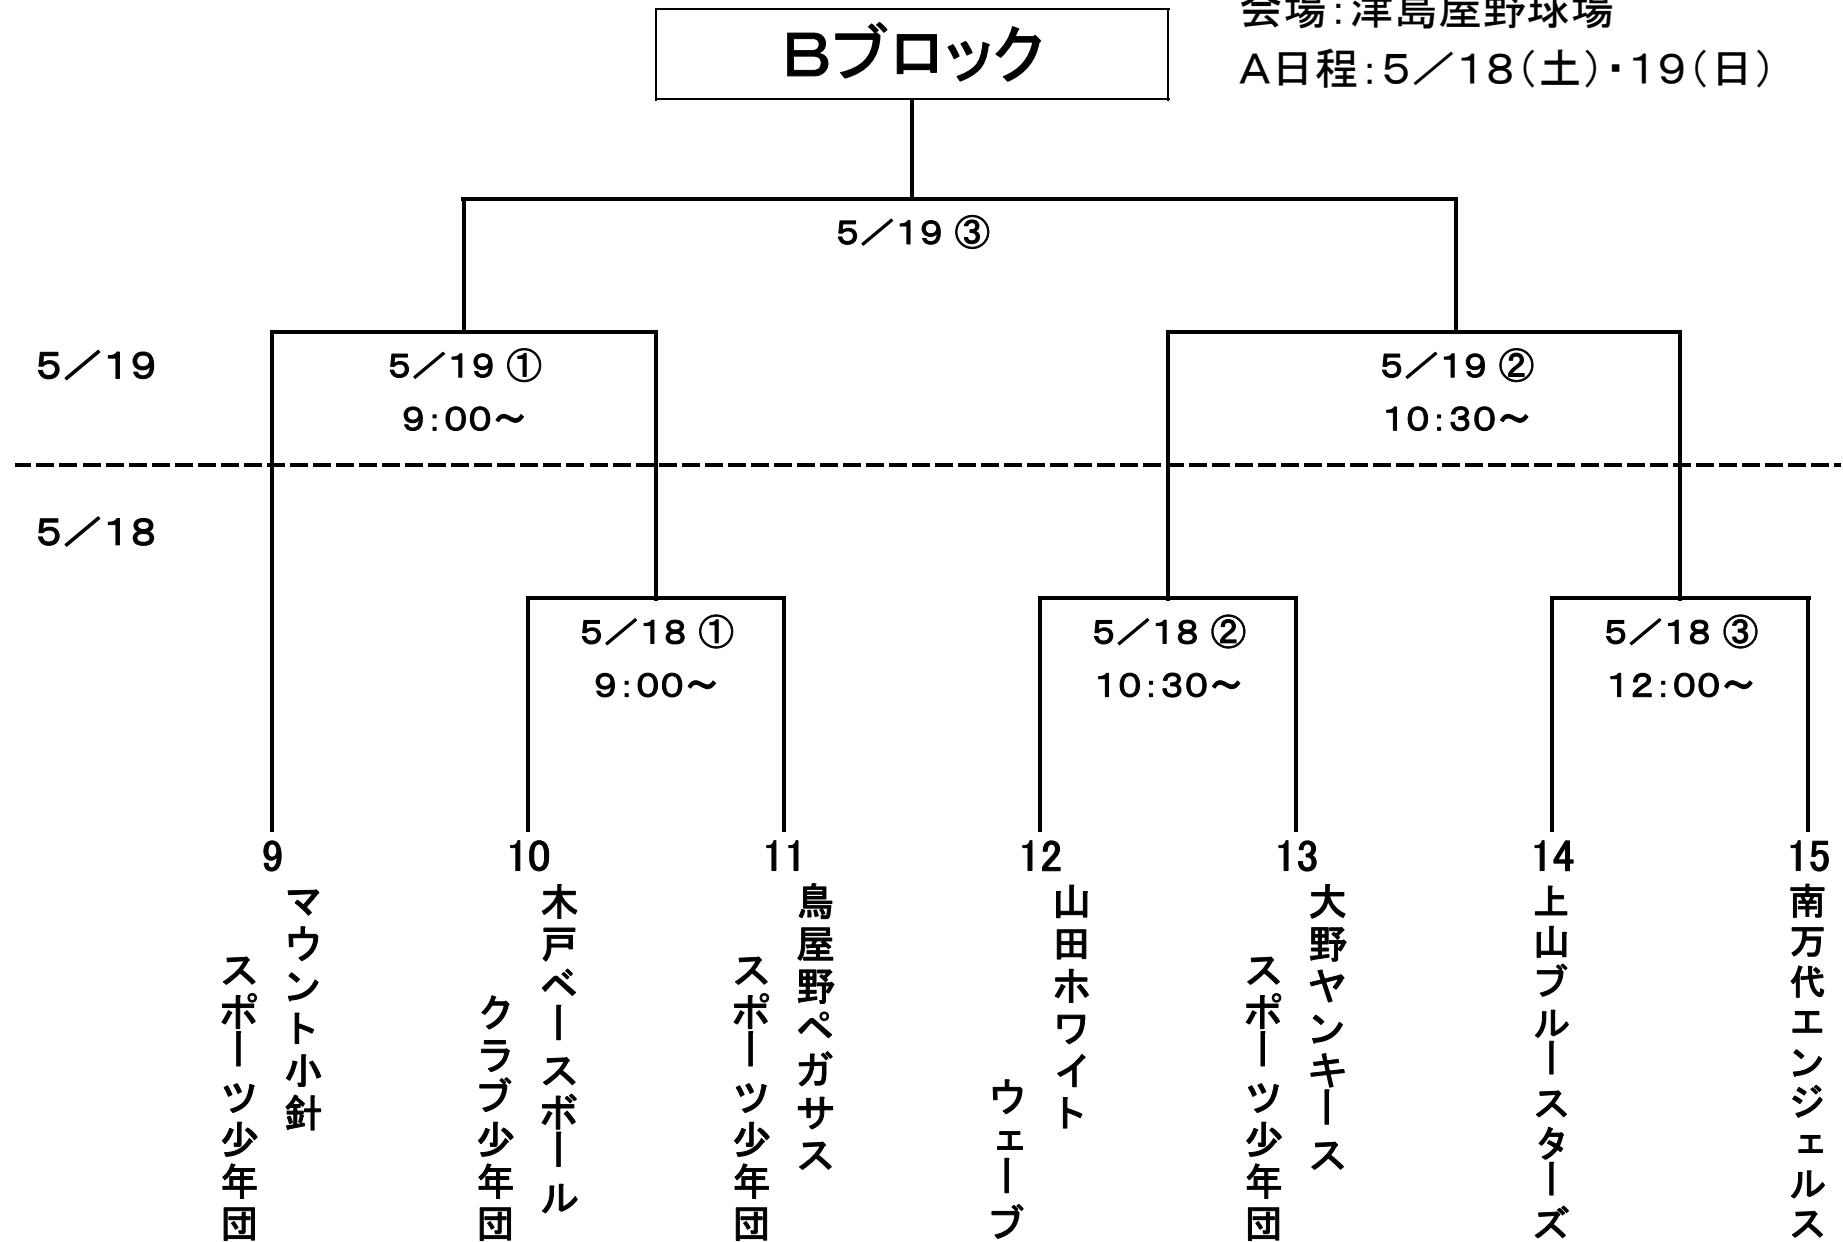 会場：津島屋野球場
Bブロック
A日程：５／18（土）・19（日）
５／19 ③
５／19
５／19 ①
５／19 ②
９：00～
10：30～
５／18
５／18 ①
５／18 ②
５／18 ③
９：00～
10：30～
12：00～
9
10
11
12
13
14
15
マウント小針
スポーツ少年団
木戸ベースボール
クラブ少年団
鳥屋野ペガサス
スポーツ少年団
山田ホワイト
ウェーブ
大野ヤンキース
スポーツ少年団
上山ブルースターズ
南万代エンジェルス